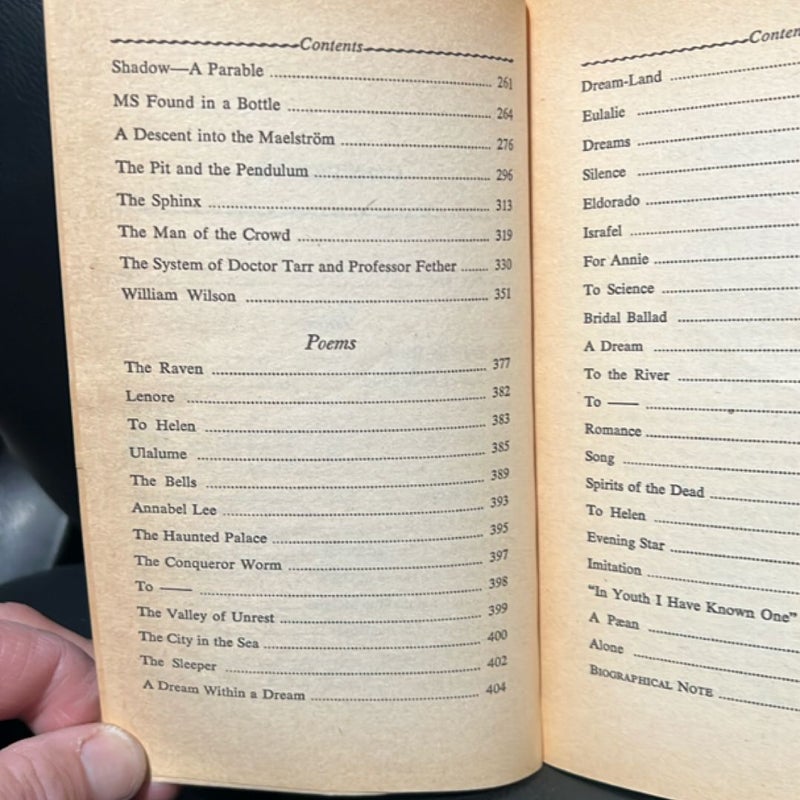 Contents
Shadow—A Parable ........ 261
MS Found in a Bottle ........ 264
A Descent into the Maelström ........ 276
The Pit and the Pendulum ........ 296
The Sphinx ........ 313
The Man of the Crowd ........ 319
The System of Doctor Tarr and Professor Fether ........ 330
William Wilson ........ 351
Poems
The Raven ........ 377
Lenore ........ 382
To Helen ........ 383
Ulalume ........ 385
The Bells ........ 389
Annabel Lee ........ 393
The Haunted Palace ........ 395
The Conqueror Worm ........ 397
To —— ........ 398
The Valley of Unrest ........ 399
The City in the Sea ........ 400
The Sleeper ........ 402
A Dream Within a Dream ........ 404
Conten
Dream-Land ........
Eulalie ........
Dreams ........
Silence ........
Eldorado ........
Israfel ........
For Annie ........
To Science ........
Bridal Ballad ........
A Dream ........
To the River ........
To —— ........
Romance ........
Song ........
Spirits of the Dead ........
To Helen ........
Evening Star ........
Imitation ........
"In Youth I Have Known One"
A Pæan ........
Alone ........
BIOGRAPHICAL NOTE ........